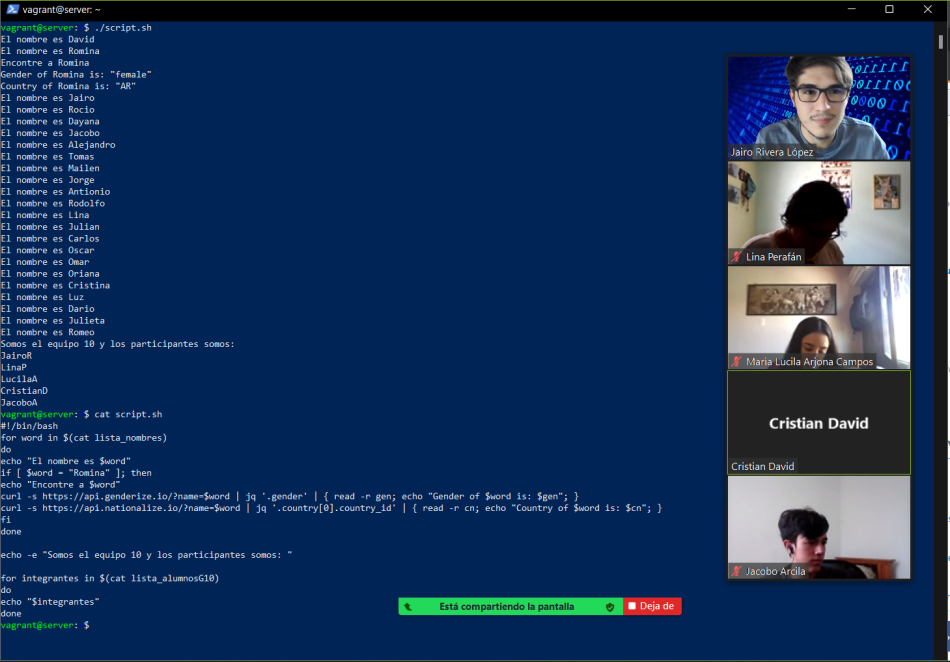 vagrant@server: ~
vagrant@server: $ ./script.sh
El nombre es David
El nombre es Romina
Encontre a Romina
Gender of Romina is: "female"
Country of Romina is: "AR"
El nombre es Jairo
El nombre es Rocio
El nombre es Dayana
El nombre es Jacobo
El nombre es Alejandro
El nombre es Tomas
El nombre es Mailen
El nombre es Jorge
El nombre es Antionio
El nombre es Rodolfo
El nombre es Lina
El nombre es Julian
El nombre es Carlos
El nombre es Oscar
El nombre es Omar
El nombre es Oriana
El nombre es Cristina
El nombre es Luz
El nombre es Dario
El nombre es Julieta
El nombre es Romeo
Somos el equipo 10 y los participantes somos:
JairoR
LinaP
LucilaA
CristianD
JacoboA
vagrant@server: $ cat script.sh
#!/bin/bash
for word in $(cat lista_nombres)
do
echo "El nombre es $word"
if [ $word = "Romina" ]; then
echo "Encontre a $word"
curl -s https://api.genderize.io/?name=$word | jq '.gender' | { read -r gen; echo "Gender of $word is: $gen"; }
curl -s https://api.nationalize.io/?name=$word | jq '.country[0].country_id' | { read -r cn; echo "Country of $word is: $cn"; }
fi
done
echo -e "Somos el equipo 10 y los participantes somos: "
for integrantes in $(cat lista_alumnosG10)
do
echo "$integrantes"
done
vagrant@server: $
Jairo Rivera López
Lina Perafán
Maria Lucila Arjona Campos
Cristian David
Cristian David
Jacobo Arcila
Está compartiendo la pantalla
Deja de